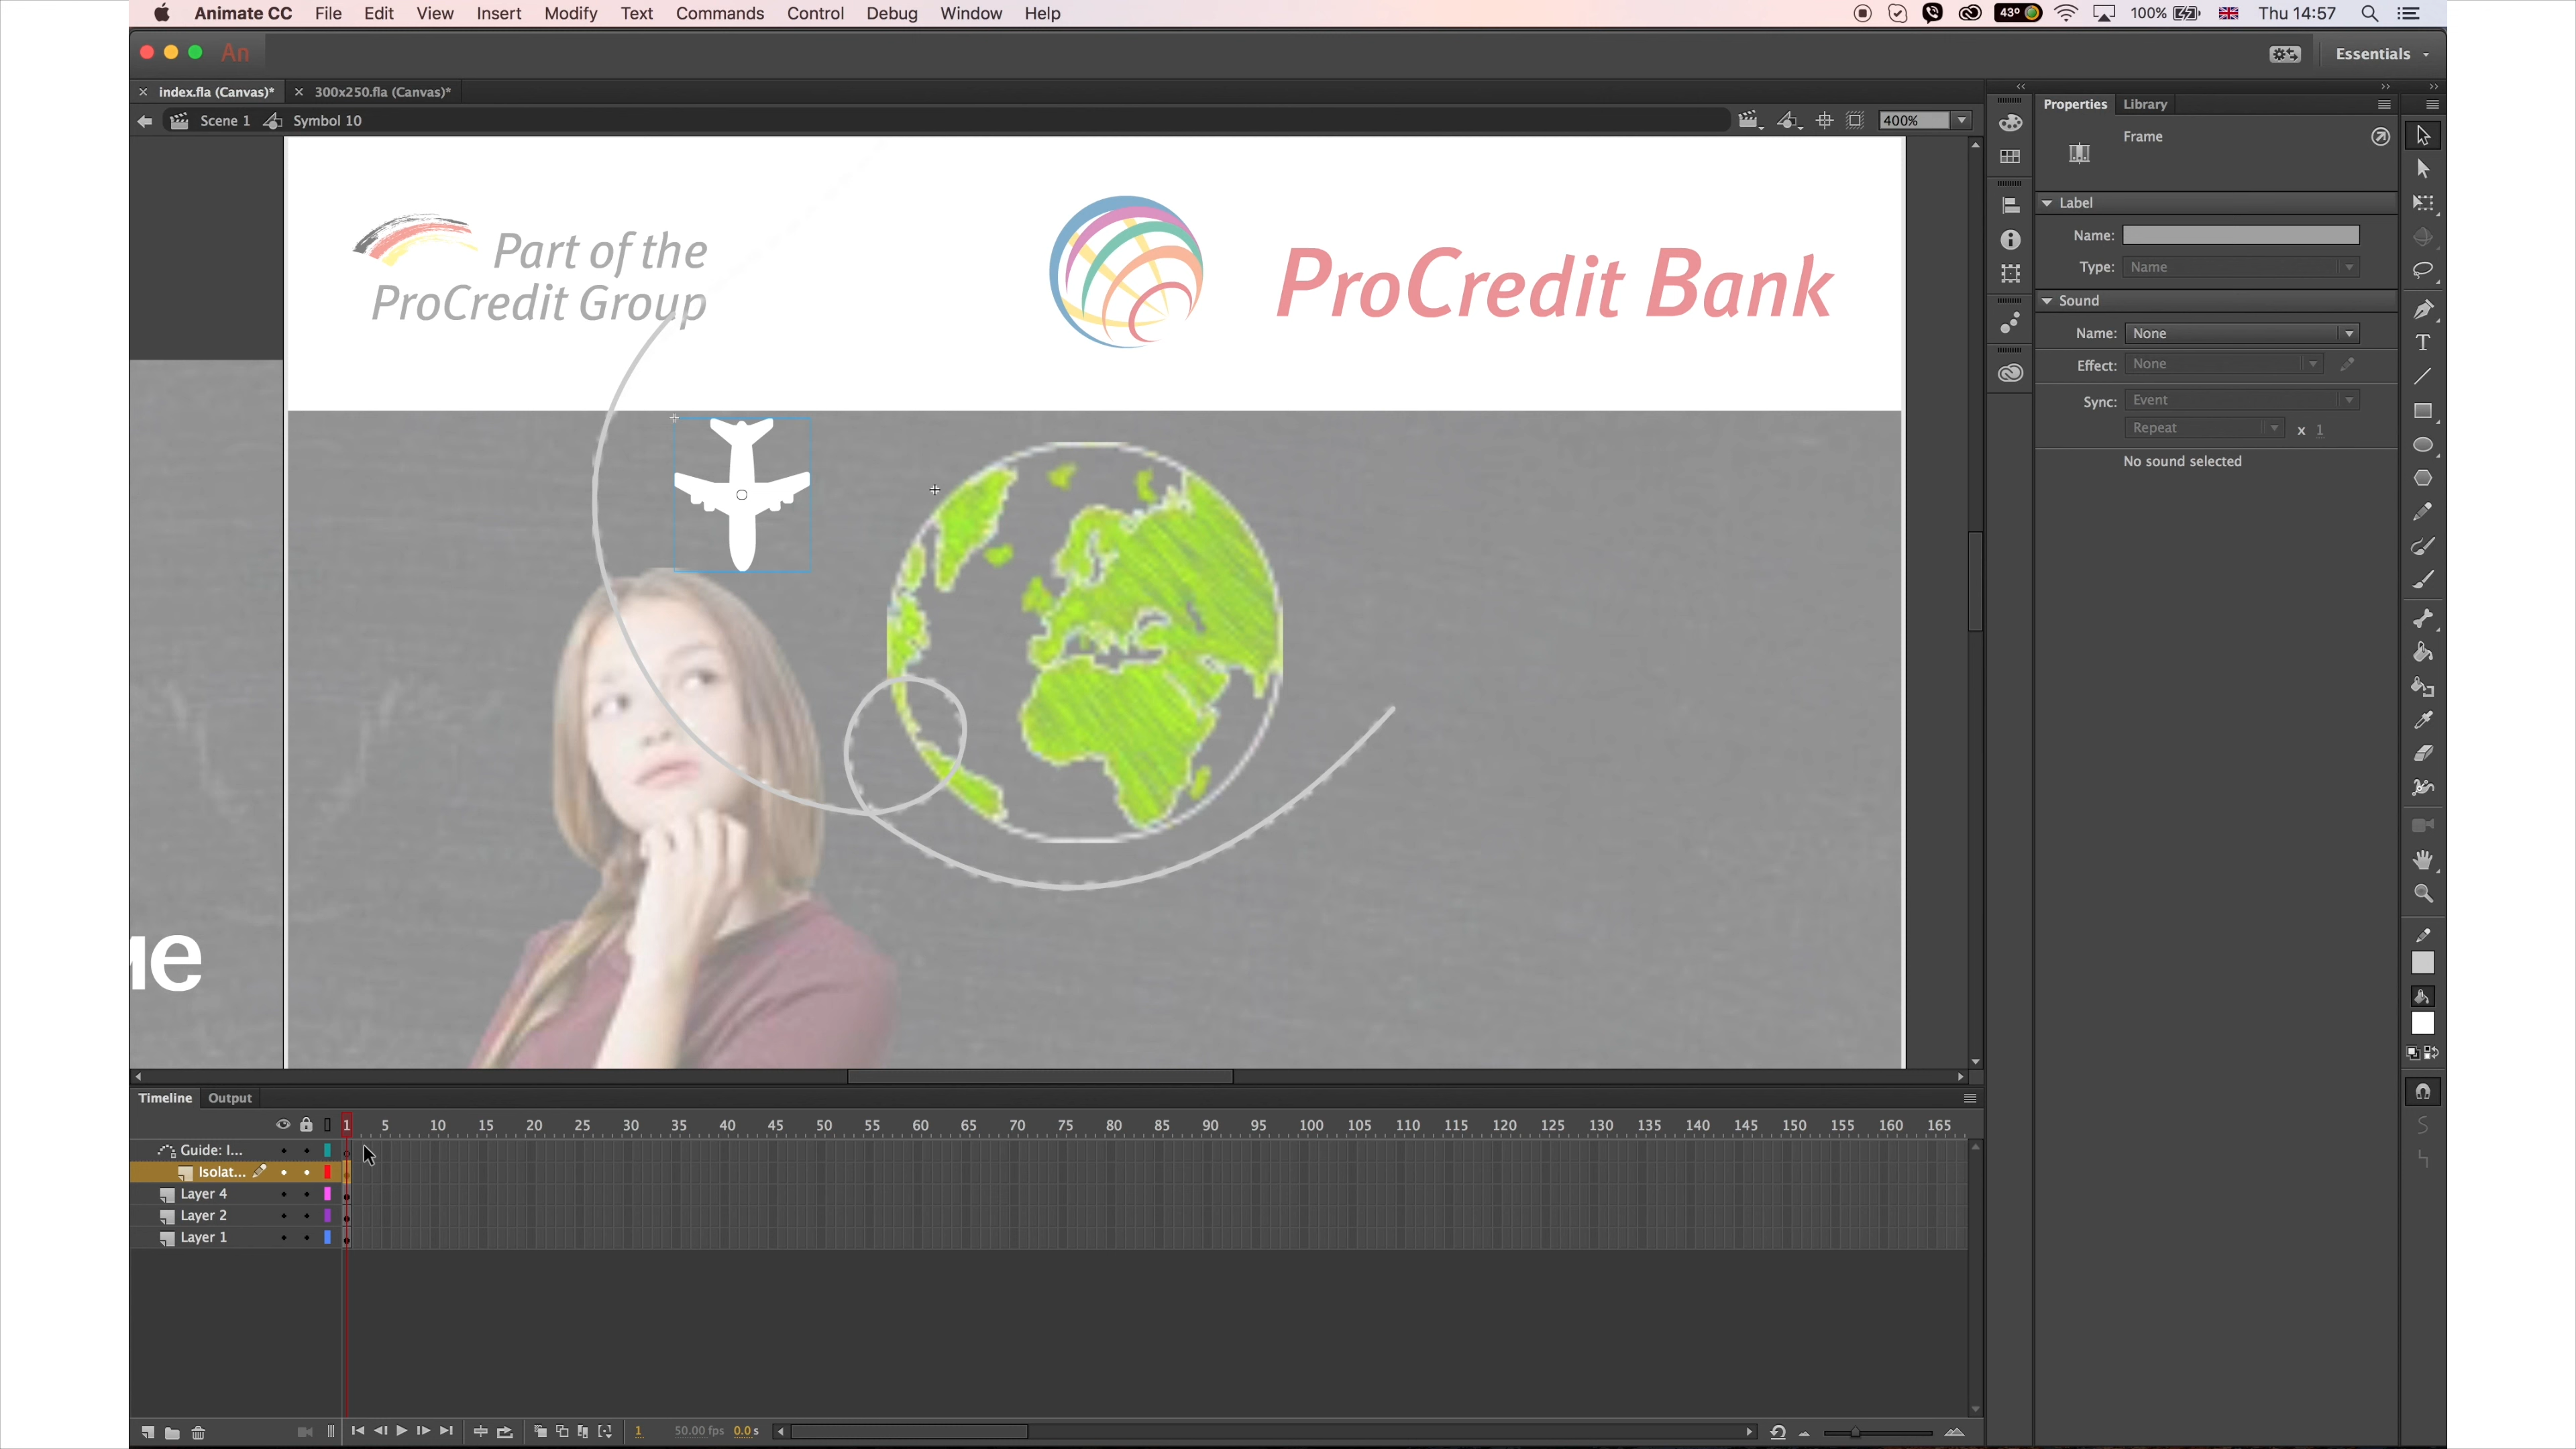 Animate CC File Edit View Insert Modify Text Commands Control Debug Window Help
43° 100% Thu 14:57
An Essentials
index.fla (Canvas)* 300x250.fla (Canvas)*
Scene 1 Symbol 10 400%
Part of the
ProCredit Group
ProCredit Bank
ue
Properties Library
Frame
Label
Name:
Type: Name
Sound
Name: None
Effect: None
Sync: Event
Repeat x 1
No sound selected
Timeline Output
1 5 10 15 20 25 30 35 40 45 50 55 60 65 70 75 80 85 90 95 100 105 110 115 120 125 130 135 140 145 150 155 160 165
Guide: I...
Isolat...
Layer 4
Layer 2
Layer 1
1 50.00 fps 0.0 s